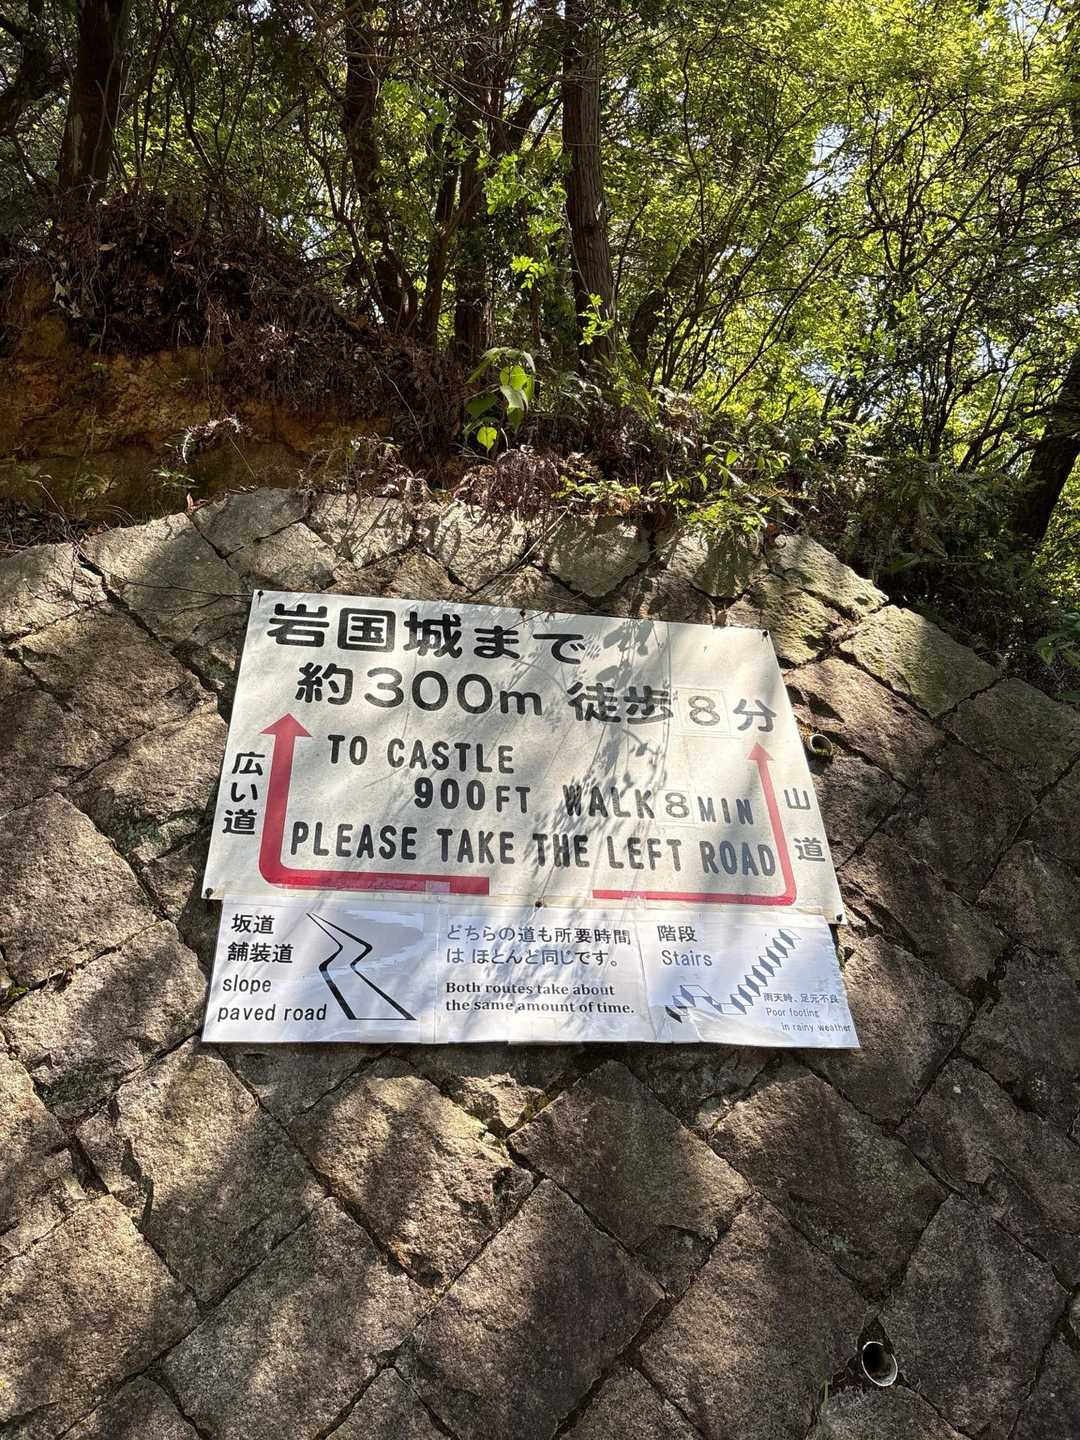 岩国城まで
約300m 徒歩8分
TO CASTLE
900FT WALK 8 MIN
PLEASE TAKE THE LEFT ROAD
広い道
山道
坂道
舗装道
slope
paved road
どちらの道も所要時間
は ほとんど同じです。
Both routes take about
the same amount of time.
階段
Stairs
雨天時、足元不良
Poor footing
in rainy weather